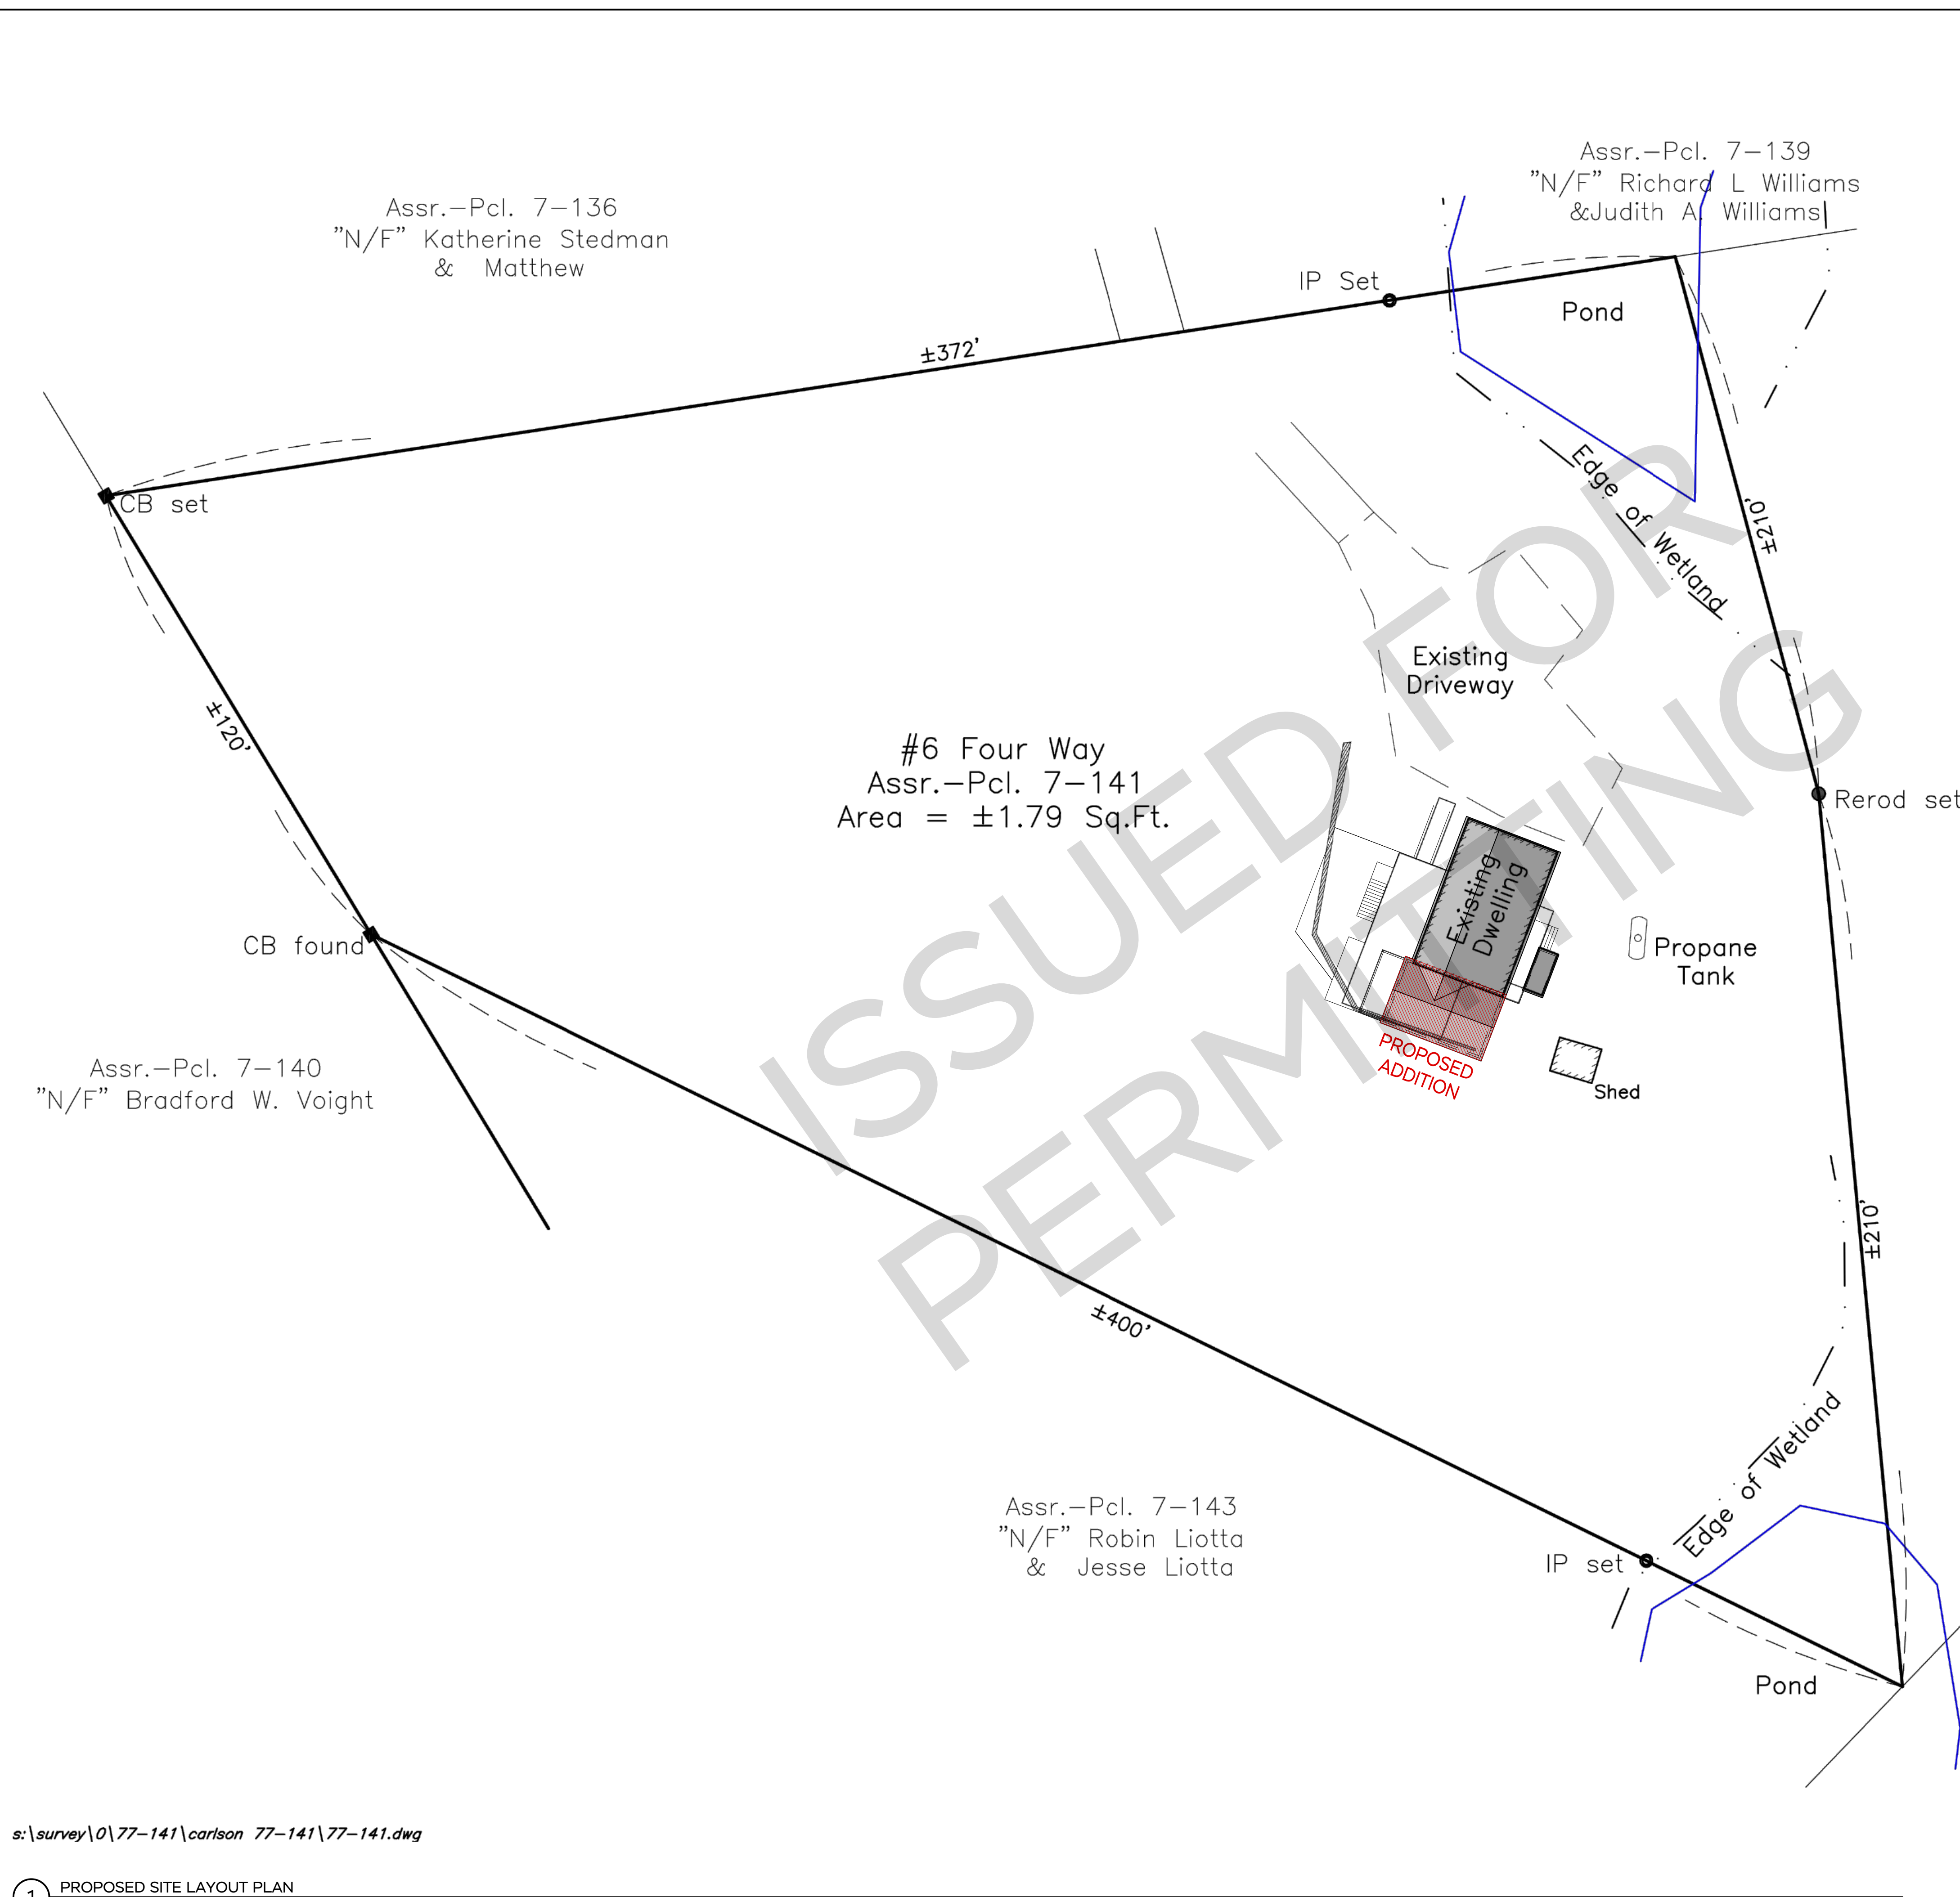 Assr.-Pcl. 7-139
"N/F" Richard L Williams
&Judith A. Williams
Assr.-Pcl. 7-136
"N/F" Katherine Stedman
& Matthew
IP Set
Pond
±372'
CB set
Edge of Wetland
±210'
Existing
Driveway
±120'
#6 Four Way
Assr.-Pcl. 7-141
Area = ±1.79 Sq.Ft.
Rerod set
Existing
Dwelling
CB found
Propane
Tank
PROPOSED
ADDITION
Shed
Assr.-Pcl. 7-140
"N/F" Bradford W. Voight
ISSUED FOR
PERMITTING
±210'
±400'
Edge of Wetland
Assr.-Pcl. 7-143
"N/F" Robin Liotta
& Jesse Liotta
IP set
Pond
s:\survey\0\77-141\carlson 77-141\77-141.dwg
1 PROPOSED SITE LAYOUT PLAN